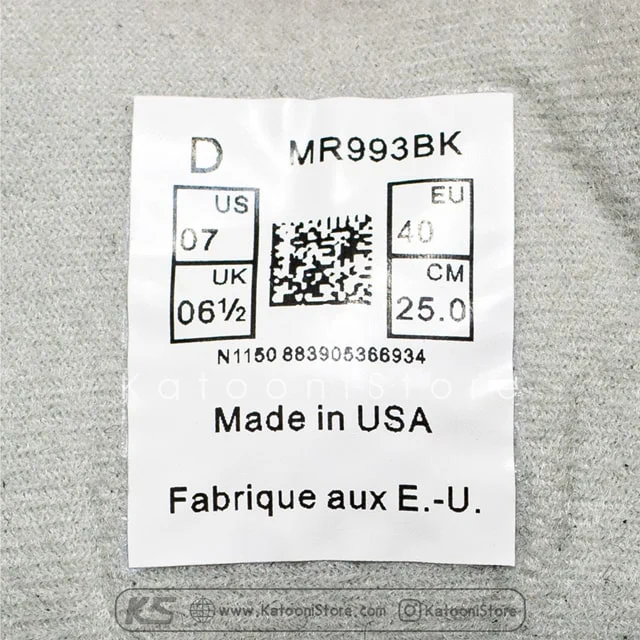 D MR993BK
US
07
UK
06½
EU
40
CM
25.0
N1150 883905366934
KatooniStore
Made in USA
Fabrique aux E.-U.
KS www.KatooniStore.com KatooniStore